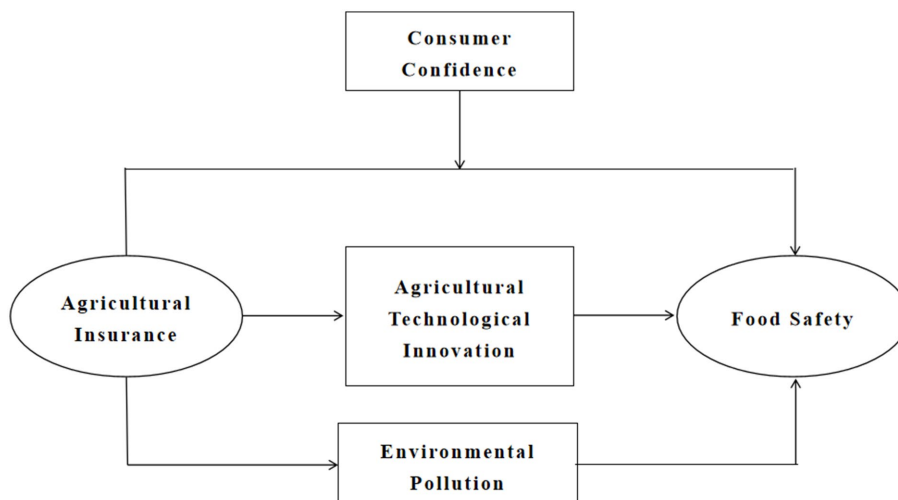 Consumer
Confidence
Agricultural
Insurance
Agricultural
Technological
Innovation
Food Safety
Environmental
Pollution